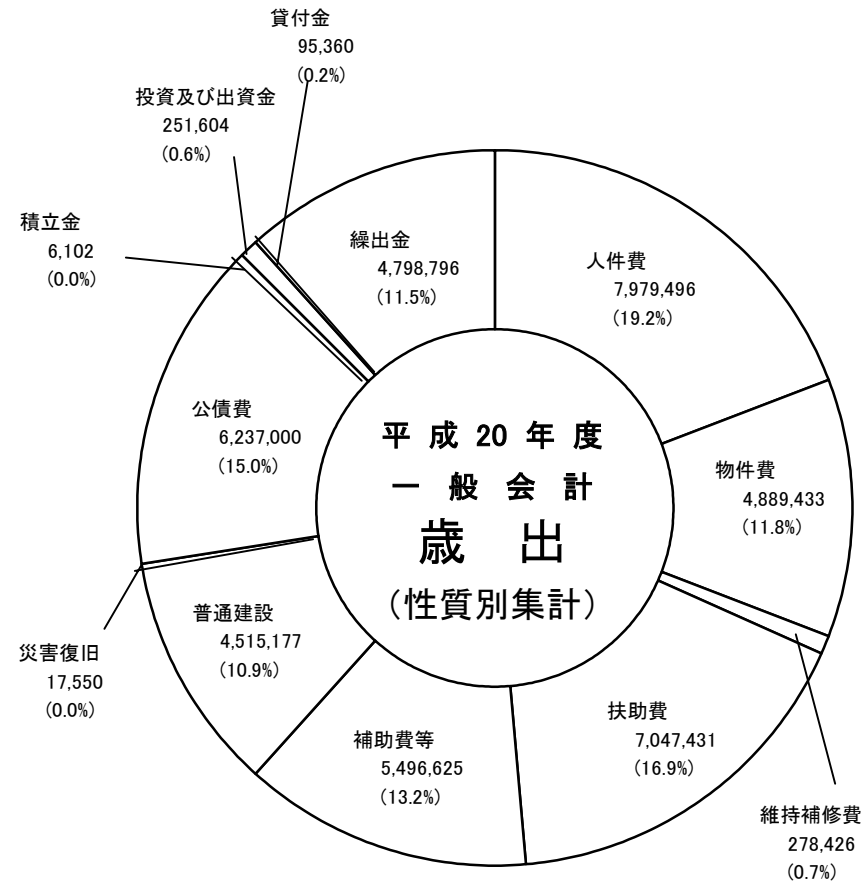 貸付金
95,360
(0.2%)
投資及び出資金
251,604
(0.6%)
積立金
6,102
(0.0%)
繰出金
4,798,796
(11.5%)
人件費
7,979,496
(19.2%)
公債費
6,237,000
(15.0%)
平成20年度
一般会計
歳出
(性質別集計)
物件費
4,889,433
(11.8%)
災害復旧
17,550
(0.0%)
普通建設
4,515,177
(10.9%)
補助費等
5,496,625
(13.2%)
扶助費
7,047,431
(16.9%)
維持補修費
278,426
(0.7%)